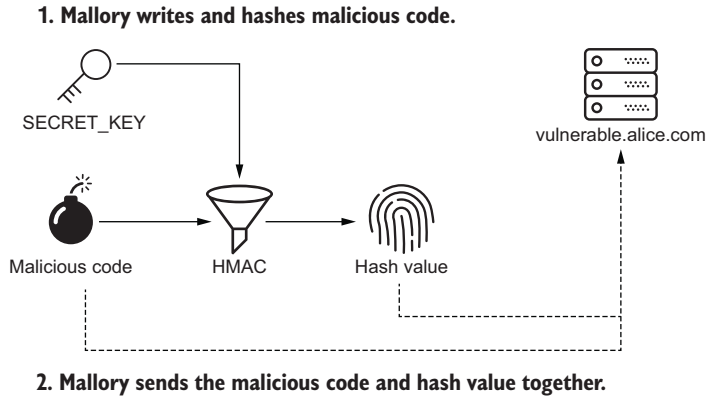 1. Mallory writes and hashes malicious code.
SECRET_KEY
vulnerable.alice.com
Malicious code
HMAC
Hash value
2. Mallory sends the malicious code and hash value together.